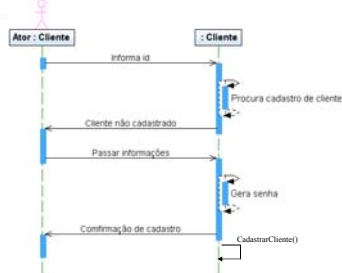 Ator : Cliente
: Cliente
Informa id
Procura cadastro de cliente
Cliente não cadastrado
Passar informações
Gera senha
Comfirmação de cadastro
CadastrarCliente()